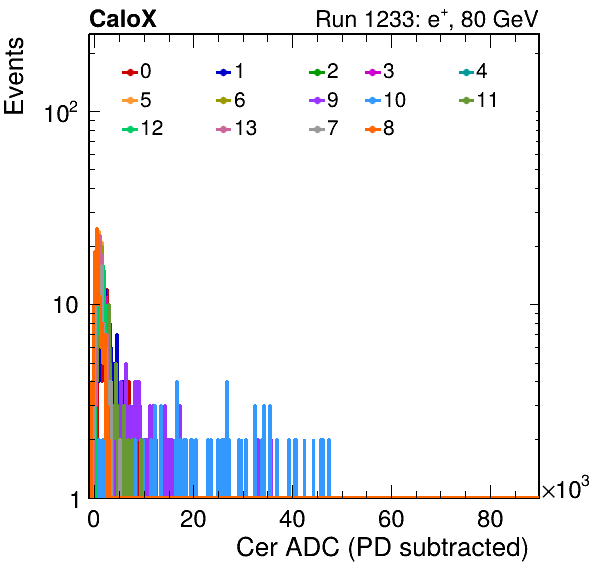 CaloX Run 1233: e⁺, 80 GeV
Events
0 1 2 3 4
5 6 9 10 11
12 13 7 8
10²
10
1
0 20 40 60 80 ×10³
Cer ADC (PD subtracted)